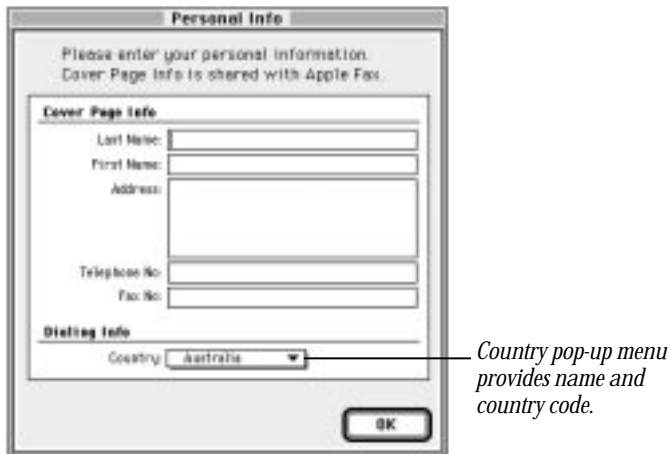 Personal Info
Please enter your personal information.
Cover Page Info is shared with Apple Fax.
Cover Page Info
Last Name:
First Name:
Address:
Telephone No:
Fax No:
Dialing Info
Country: Australia
Country pop-up menu
provides name and
country code.
OK